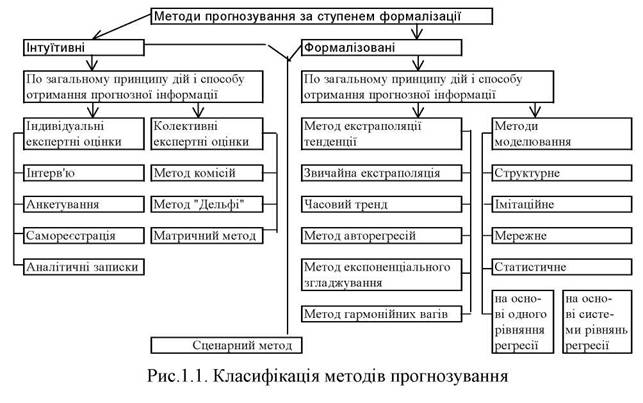 Методи прогнозування за ступенем формалізації
Інтуїтивні
Формалізовані
По загальному принципу дій і способу
отримання прогнозної інформації
По загальному принципу дій і способу
отримання прогнозної інформації
Індивідуальні
експертні оцінки
Колективні
експертні оцінки
Метод екстраполяції
тенденції
Методи
моделювання
Інтерв'ю
Метод комісій
Звичайна екстраполяція
Структурне
Анкетування
Метод "Дельфі"
Часовий тренд
Імітаційне
Самореєстрація
Матричний метод
Метод авторегресій
Мережне
Аналітичні записки
Метод експоненціального
згладжування
Статистичне
Метод гармонійних вагів
на осно-
ві одного
рівняння
регресії
на осно-
ві систе-
ми рівнянь
регресії
Сценарний метод
Рис.1.1. Класифікація методів прогнозування